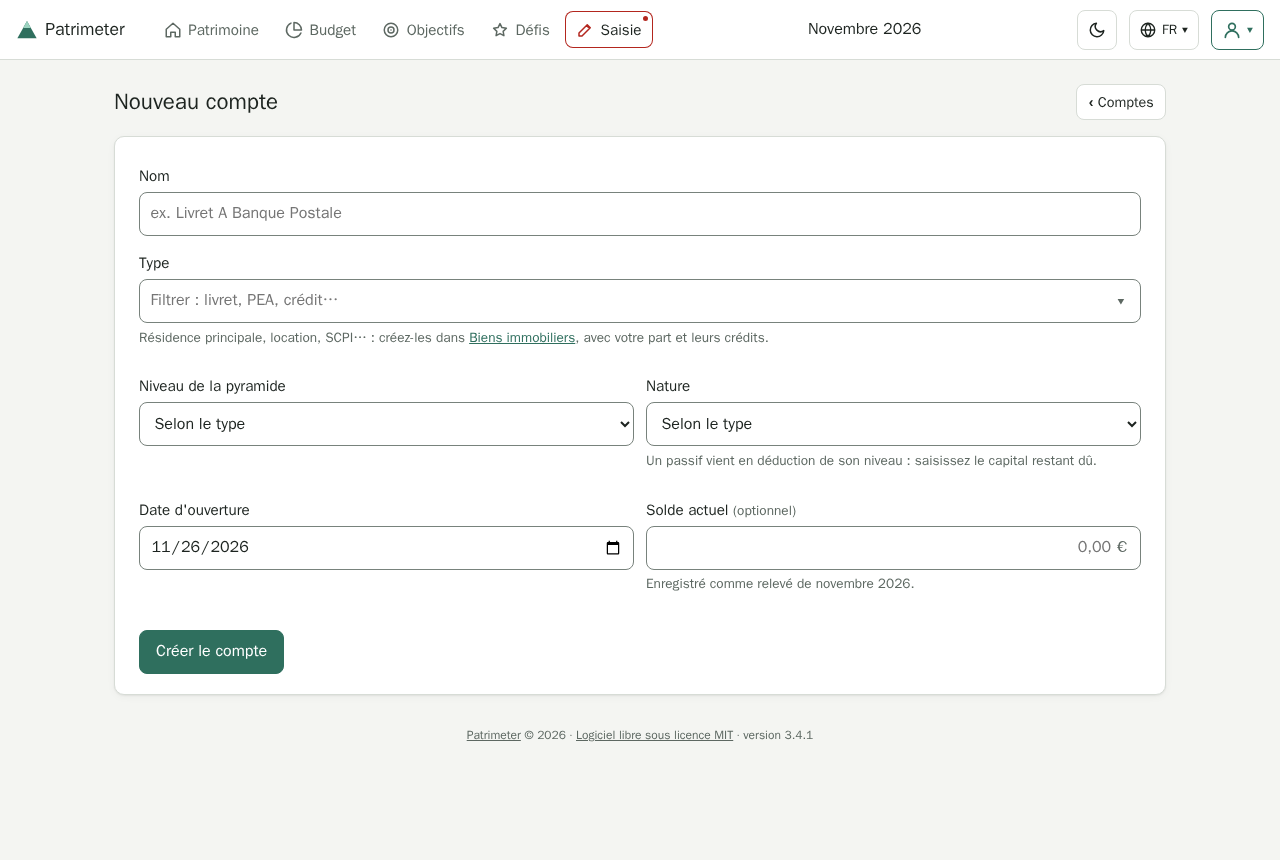 Patrimeter
Patrimoine
Budget
Objectifs
Défis
Saisie
Novembre 2026
FR ▾
▾
Nouveau compte
‹ Comptes
Nom
ex. Livret A Banque Postale
Type
Filtrer : livret, PEA, crédit…
▾
Résidence principale, location, SCPI… : créez-les dans Biens immobiliers, avec votre part et leurs crédits.
Niveau de la pyramide
Nature
Selon le type
Selon le type
Un passif vient en déduction de son niveau : saisissez le capital restant dû.
Date d'ouverture
Solde actuel (optionnel)
11/26/2026
0,00 €
Enregistré comme relevé de novembre 2026.
Créer le compte
Patrimeter © 2026 · Logiciel libre sous licence MIT · version 3.4.1